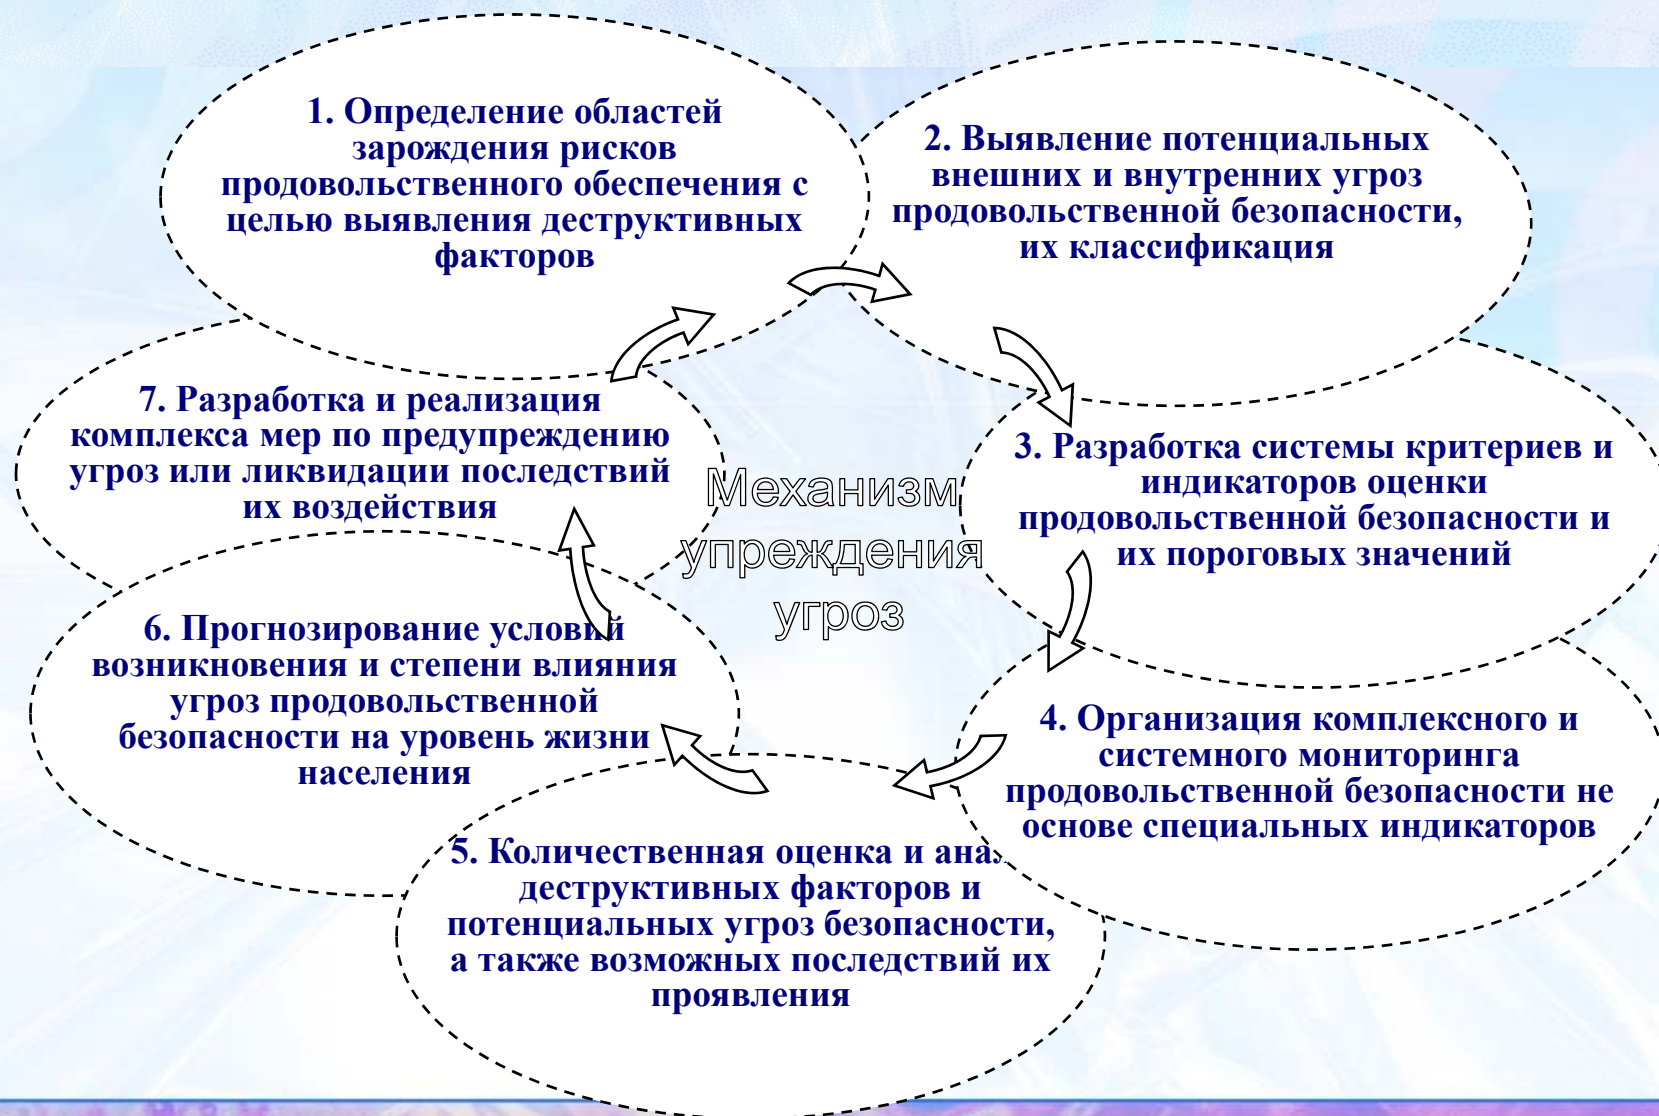 1. Определение областей
зарождения рисков
продовольственного обеспечения с
целью выявления деструктивных
факторов
2. Выявление потенциальных
внешних и внутренних угроз
продовольственной безопасности,
их классификация
3. Разработка системы критериев и
индикаторов оценки
продовольственной безопасности и
их пороговых значений
4. Организация комплексного и
системного мониторинга
продовольственной безопасности не
основе специальных индикаторов
5. Количественная оценка и
деструктивных факторов и
потенциальных угроз безопасности,
а также возможных последствий их
проявления
6. Прогнозирование условий
возникновения и степени влияния
угроз продовольственной
безопасности на уровень жизни
населения
7. Разработка и реализация
комплекса мер по предупреждению
угроз или ликвидации последствий
их воздействия
Механизм
упреждения
угроз